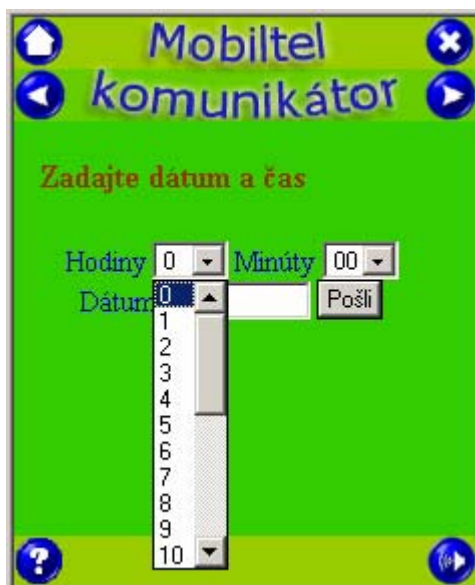 Mobiltel
komunikátor
Zadajte dátum a čas
Hodiny 0 Minúty 00
Dátum Pošli
0
1
2
3
4
5
6
7
8
9
10
?